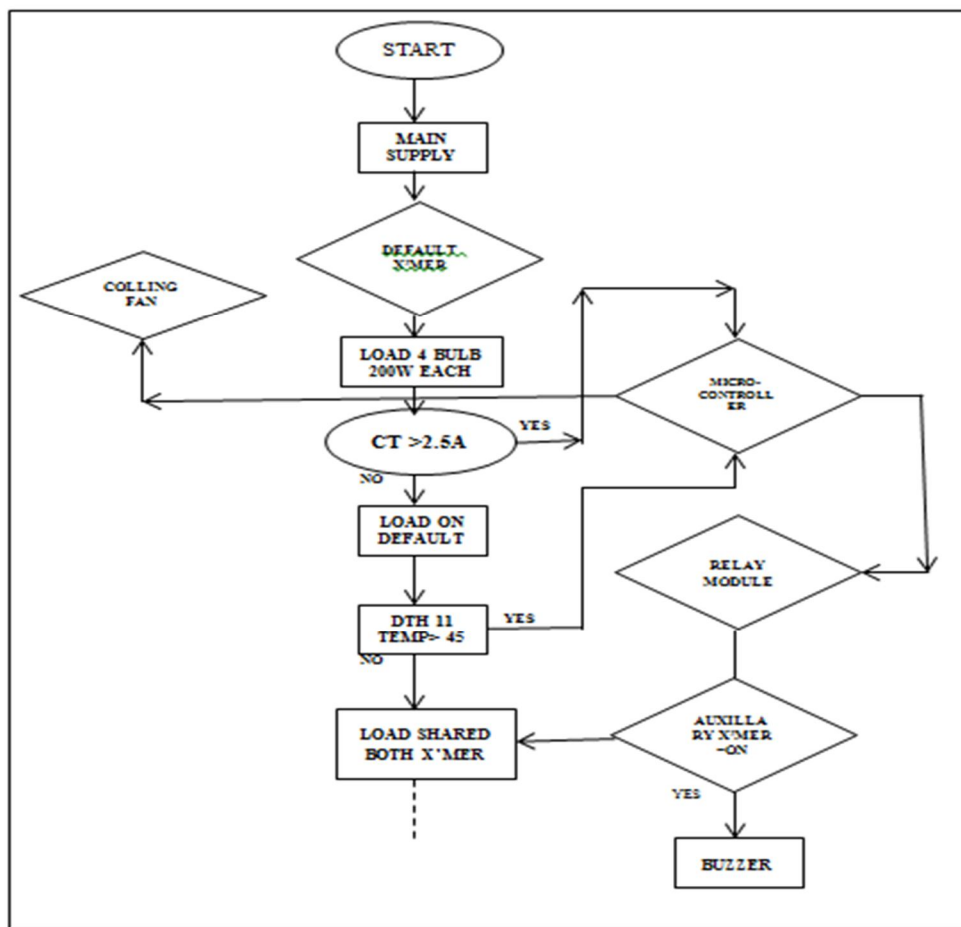 START
MAIN
SUPPLY
DEFAULT
X'MER
COLLING
FAN
LOAD 4 BULB
200W EACH
MICRO-
CONTROLL
ER
CT >2.5A
YES
NO
LOAD ON
DEFAULT
RELAY
MODULE
DTH 11
TEMP> 45
YES
NO
LOAD SHARED
BOTH X'MER
AUXILLA
RY X'MER
=ON
YES
BUZZER